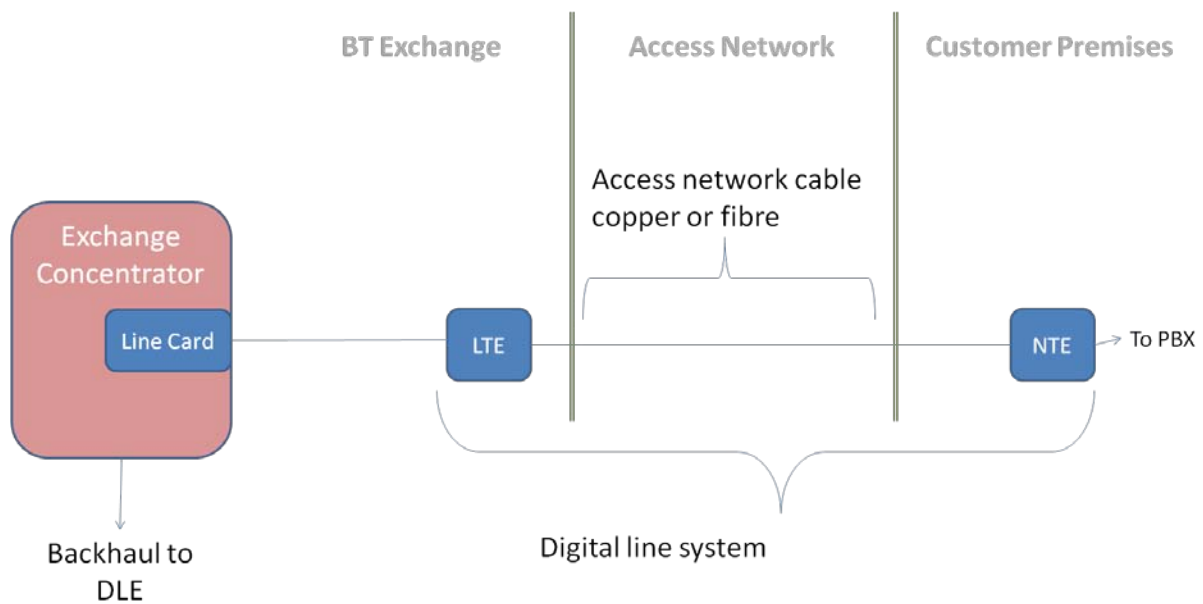 BT Exchange
Access Network
Customer Premises
Access network cable
copper or fibre
Exchange
Concentrator
Line Card
LTE
NTE
To PBX
Digital line system
Backhaul to
DLE